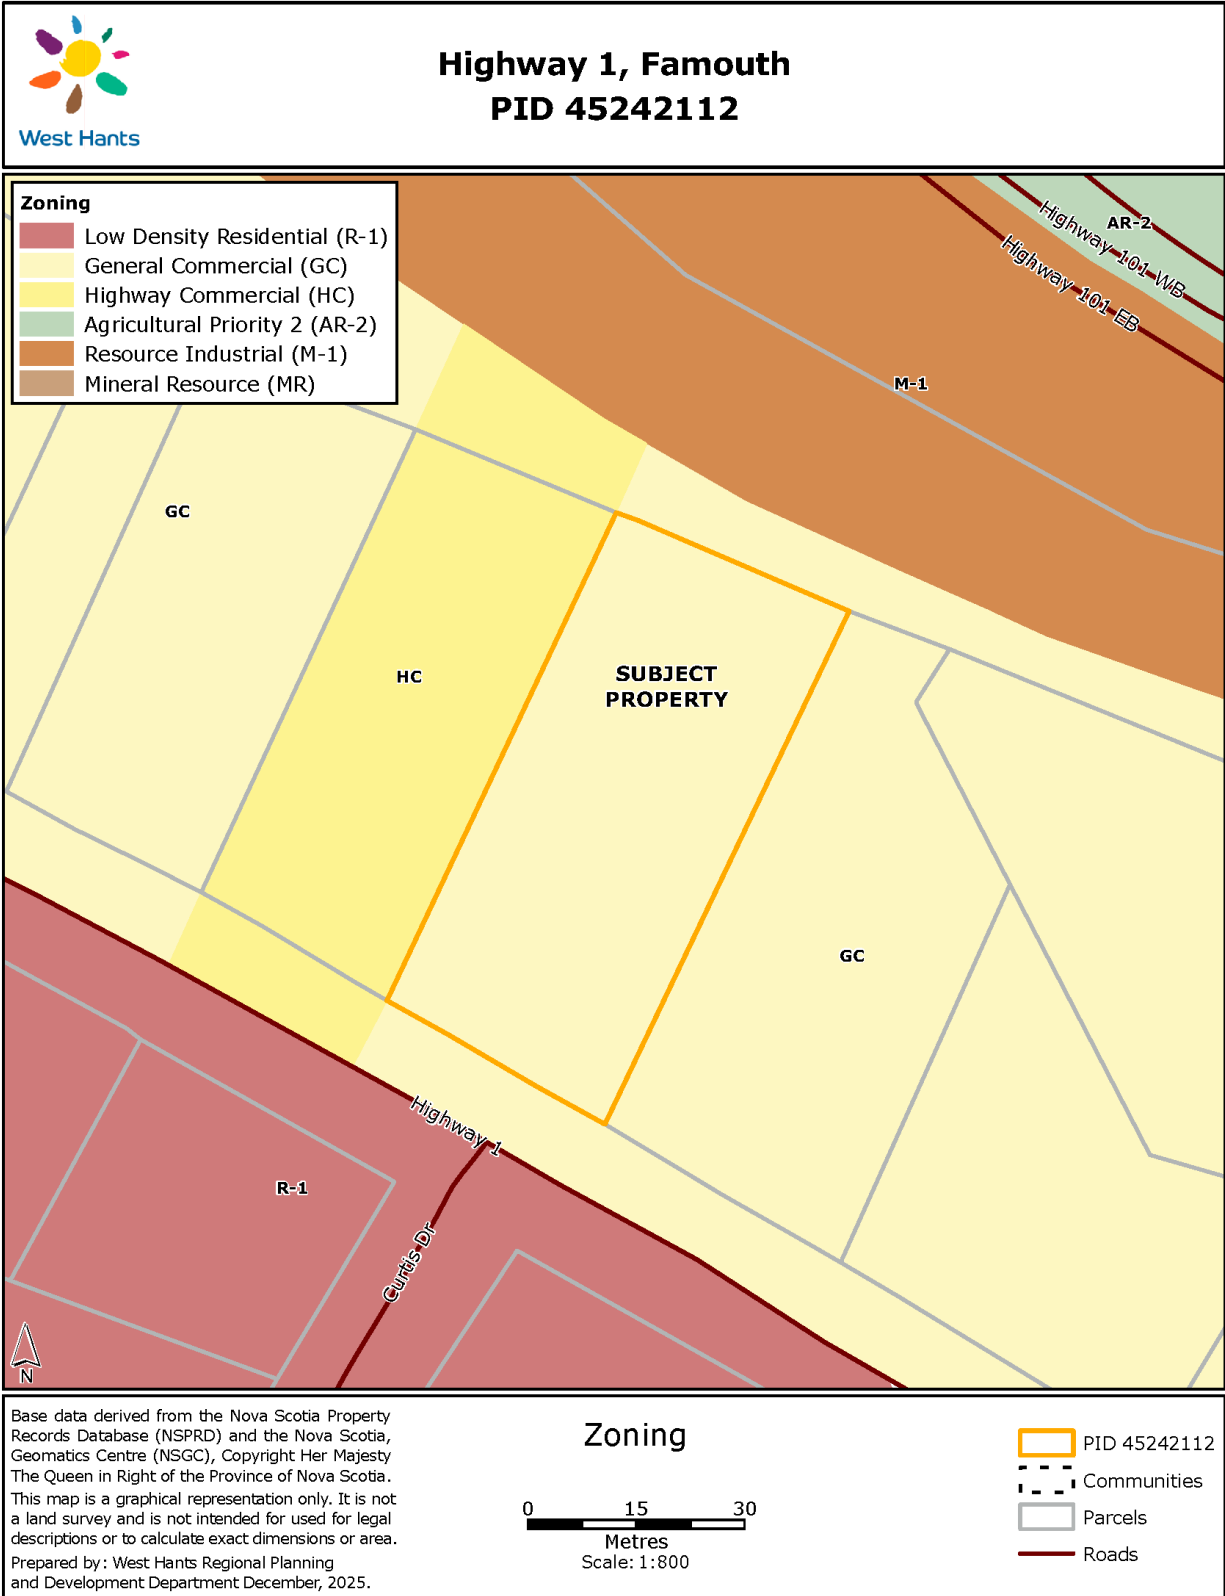 West Hants
Highway 1, Famouth
PID 45242112
Zoning
Low Density Residential (R-1)
General Commercial (GC)
Highway Commercial (HC)
Agricultural Priority 2 (AR-2)
Resource Industrial (M-1)
Mineral Resource (MR)
AR-2
Highway 101 WB
Highway 101 EB
M-1
GC
HC
SUBJECT
PROPERTY
GC
Highway 1
R-1
Curtis Dr
N
Base data derived from the Nova Scotia Property
Records Database (NSPRD) and the Nova Scotia,
Geomatics Centre (NSGC), Copyright Her Majesty
The Queen in Right of the Province of Nova Scotia.
This map is a graphical representation only. It is not
a land survey and is not intended for used for legal
descriptions or to calculate exact dimensions or area.
Prepared by: West Hants Regional Planning
and Development Department December, 2025.
Zoning
0 15 30
Metres
Scale: 1:800
PID 45242112
Communities
Parcels
Roads